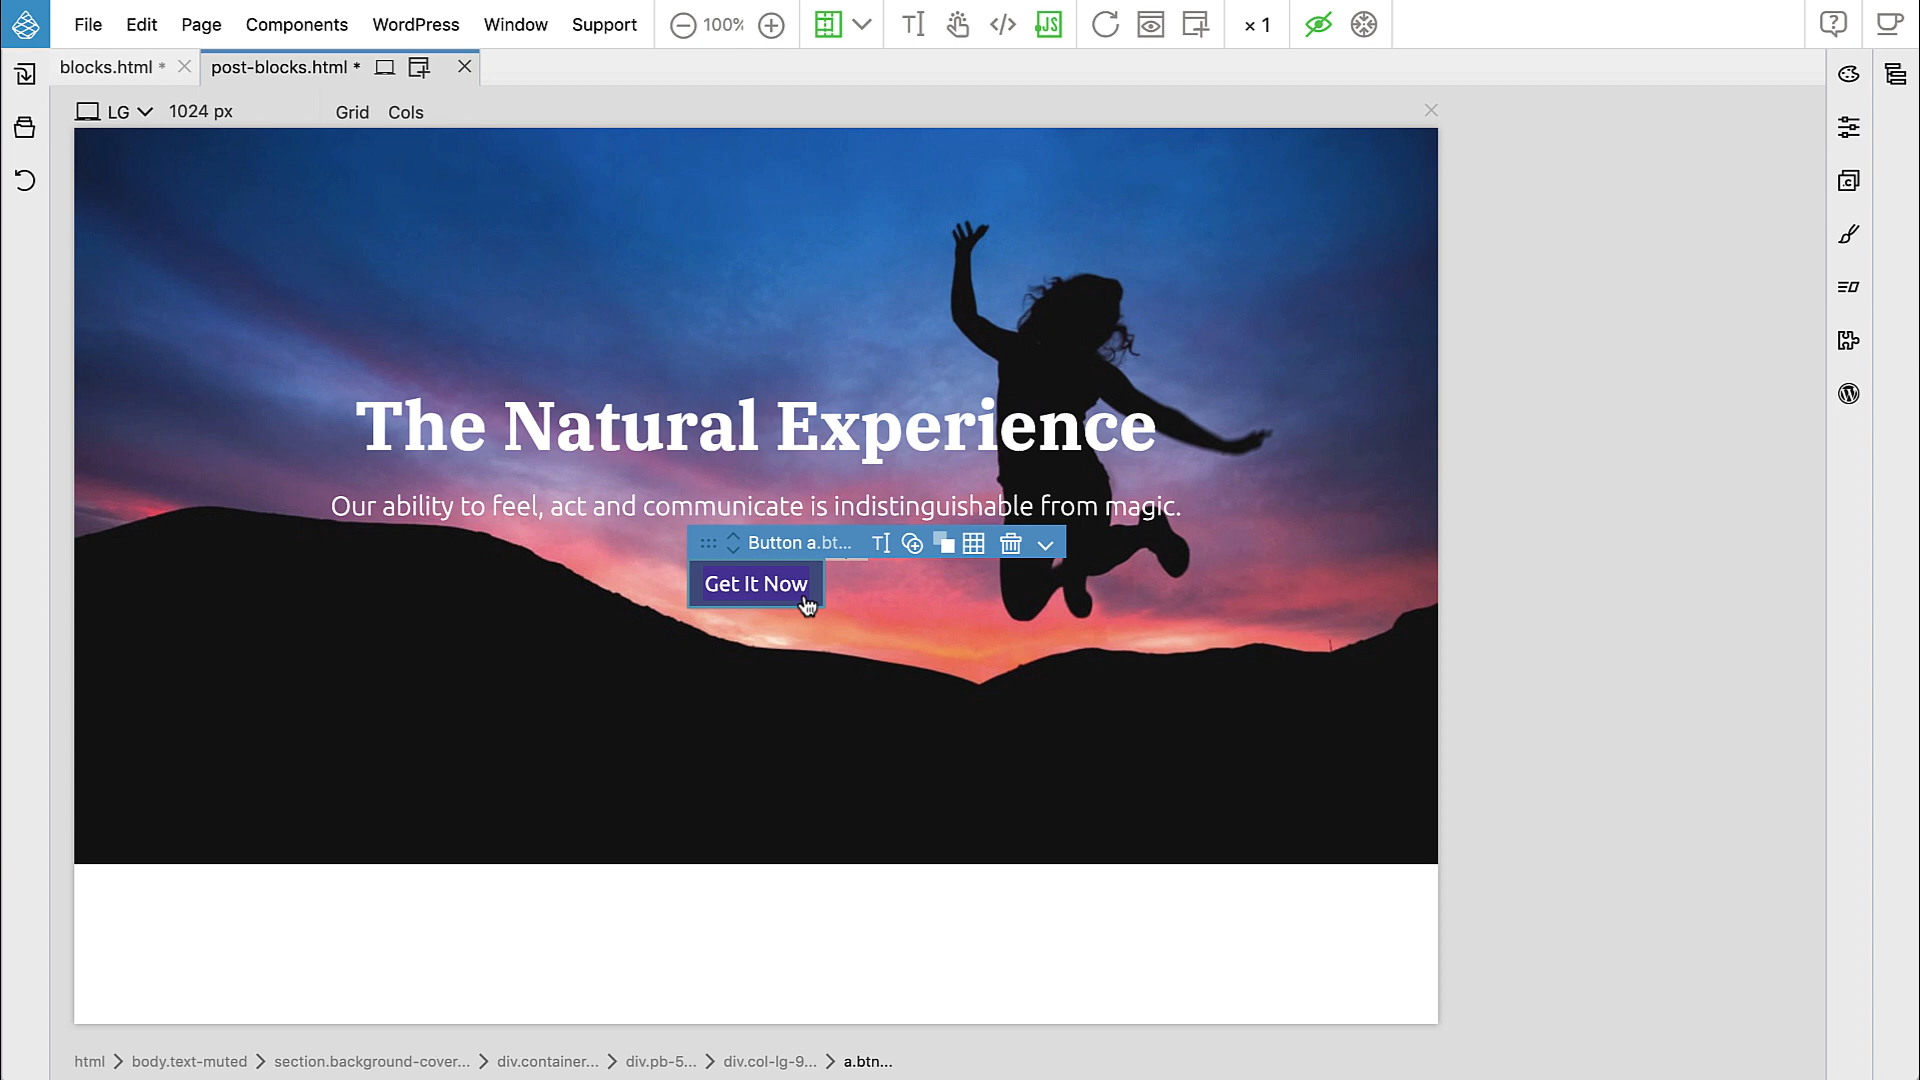 File Edit Page Components WordPress Window Support 100% JS × 1
blocks.html * post-blocks.html *
LG 1024 px Grid Cols
The Natural Experience
Our ability to feel, act and communicate is indistinguishable from magic.
Button a.bt...
Get It Now
html body.text-muted section.background-cover... div.container... div.pb-5... div.col-lg-9... a.btn...